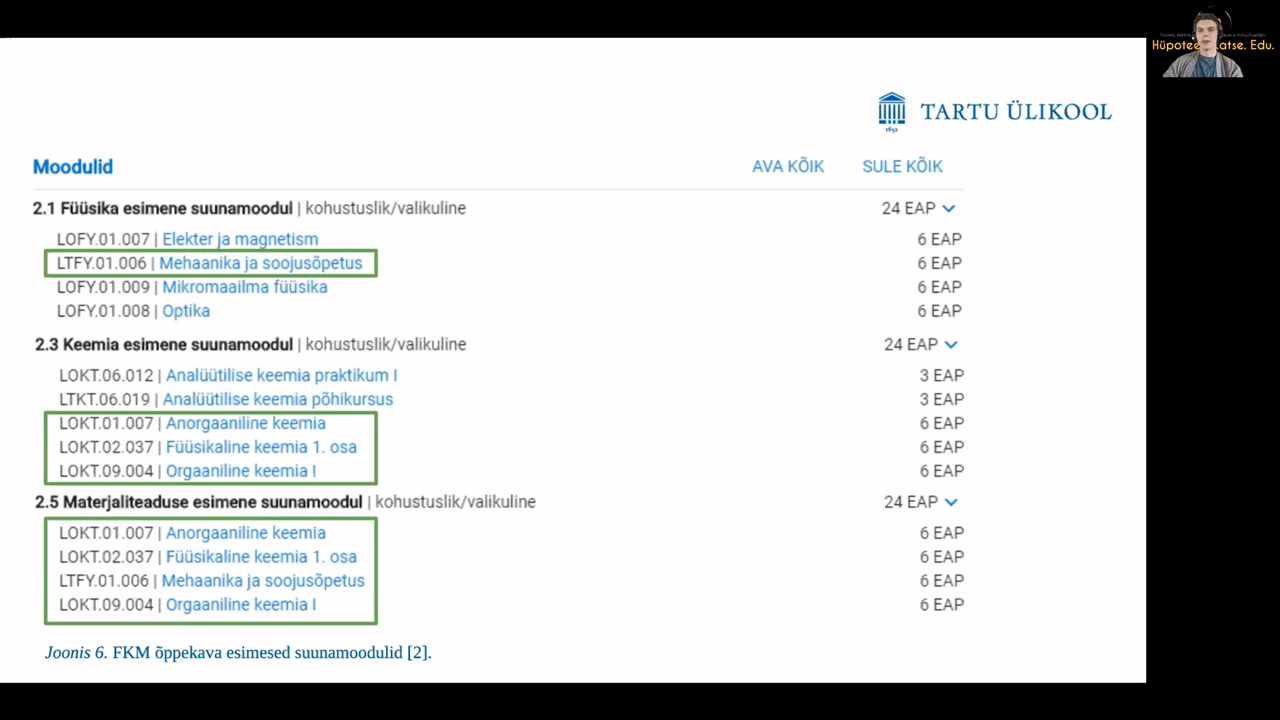 Hüpotees. Katse. Edu.
1632
TARTU ÜLIKOOL
Moodulid AVA KÕIK SULE KÕIK
2.1 Füüsika esimene suunamoodul | kohustuslik/valikuline 24 EAP
LOFY.01.007 | Elekter ja magnetism 6 EAP
LTFY.01.006 | Mehaanika ja soojusõpetus 6 EAP
LOFY.01.009 | Mikromaailma füüsika 6 EAP
LOFY.01.008 | Optika 6 EAP
2.3 Keemia esimene suunamoodul | kohustuslik/valikuline 24 EAP
LOKT.06.012 | Analüütilise keemia praktikum I 3 EAP
LTKT.06.019 | Analüütilise keemia põhikursus 3 EAP
LOKT.01.007 | Anorgaaniline keemia 6 EAP
LOKT.02.037 | Füüsikaline keemia 1. osa 6 EAP
LOKT.09.004 | Orgaaniline keemia I 6 EAP
2.5 Materjaliteaduse esimene suunamoodul | kohustuslik/valikuline 24 EAP
LOKT.01.007 | Anorgaaniline keemia 6 EAP
LOKT.02.037 | Füüsikaline keemia 1. osa 6 EAP
LTFY.01.006 | Mehaanika ja soojusõpetus 6 EAP
LOKT.09.004 | Orgaaniline keemia I 6 EAP
Joonis 6. FKM õppekava esimesed suunamoodulid [2].